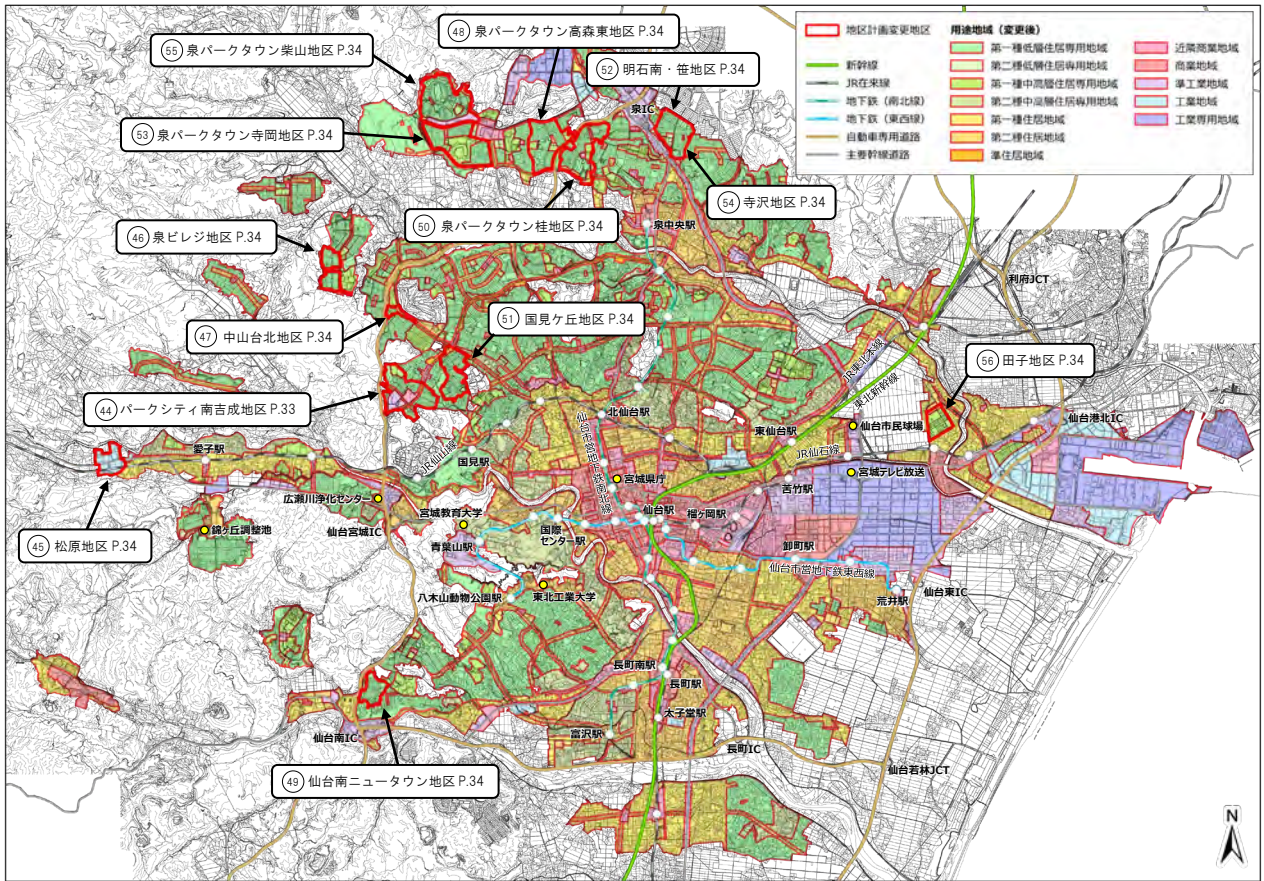 55 泉パークタウン柴山地区 P.34
48 泉パークタウン高森東地区 P.34
52 明石南・笹地区 P.34
53 泉パークタウン寺岡地区 P.34
50 泉パークタウン桂地区 P.34
54 寺沢地区 P.34
46 泉ビレジ地区 P.34
47 中山台北地区 P.34
51 国見ケ丘地区 P.34
44 パークシティ南吉成地区 P.33
56 田子地区 P.34
45 松原地区 P.34
49 仙台南ニュータウン地区 P.34
地区計画変更地区
新幹線
JR在来線
地下鉄(南北線)
地下鉄(東西線)
自動車専用道路
主要幹線道路
用途地域(変更後)
第一種低層住居専用地域
第二種低層住居専用地域
第一種中高層住居専用地域
第二種中高層住居専用地域
第一種住居地域
第二種住居地域
準住居地域
近隣商業地域
商業地域
準工業地域
工業地域
工業専用地域
泉IC
泉中央駅
利府JCT
JR東北本線
東北新幹線
仙台市民球場
仙台港北IC
北仙台駅
東仙台駅
JR仙石線
宮城テレビ放送
苦竹駅
愛子駅
JR仙山線
国見駅
宮城県庁
広瀬川浄化センター
仙台宮城IC
錦ケ丘調整池
宮城教育大学
青葉山駅
国際
センター駅
仙台駅
榴ケ岡駅
卸町駅
仙台市営地下鉄東西線
荒井駅
仙台東IC
八木山動物公園駅
東北工業大学
長町南駅
長町駅
太子堂駅
富沢駅
長町IC
仙台南IC
仙台若林JCT
N